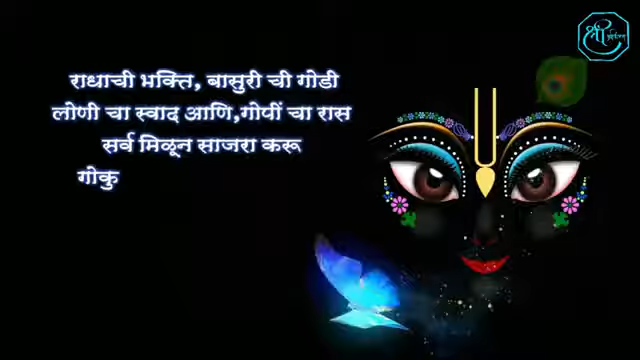 राधाची भक्ति, बासुरी ची गोडी
लोणी चा स्वाद आणि,गोपीं चा रास
सर्व मिळून साजरा करू
गोकु
श्री